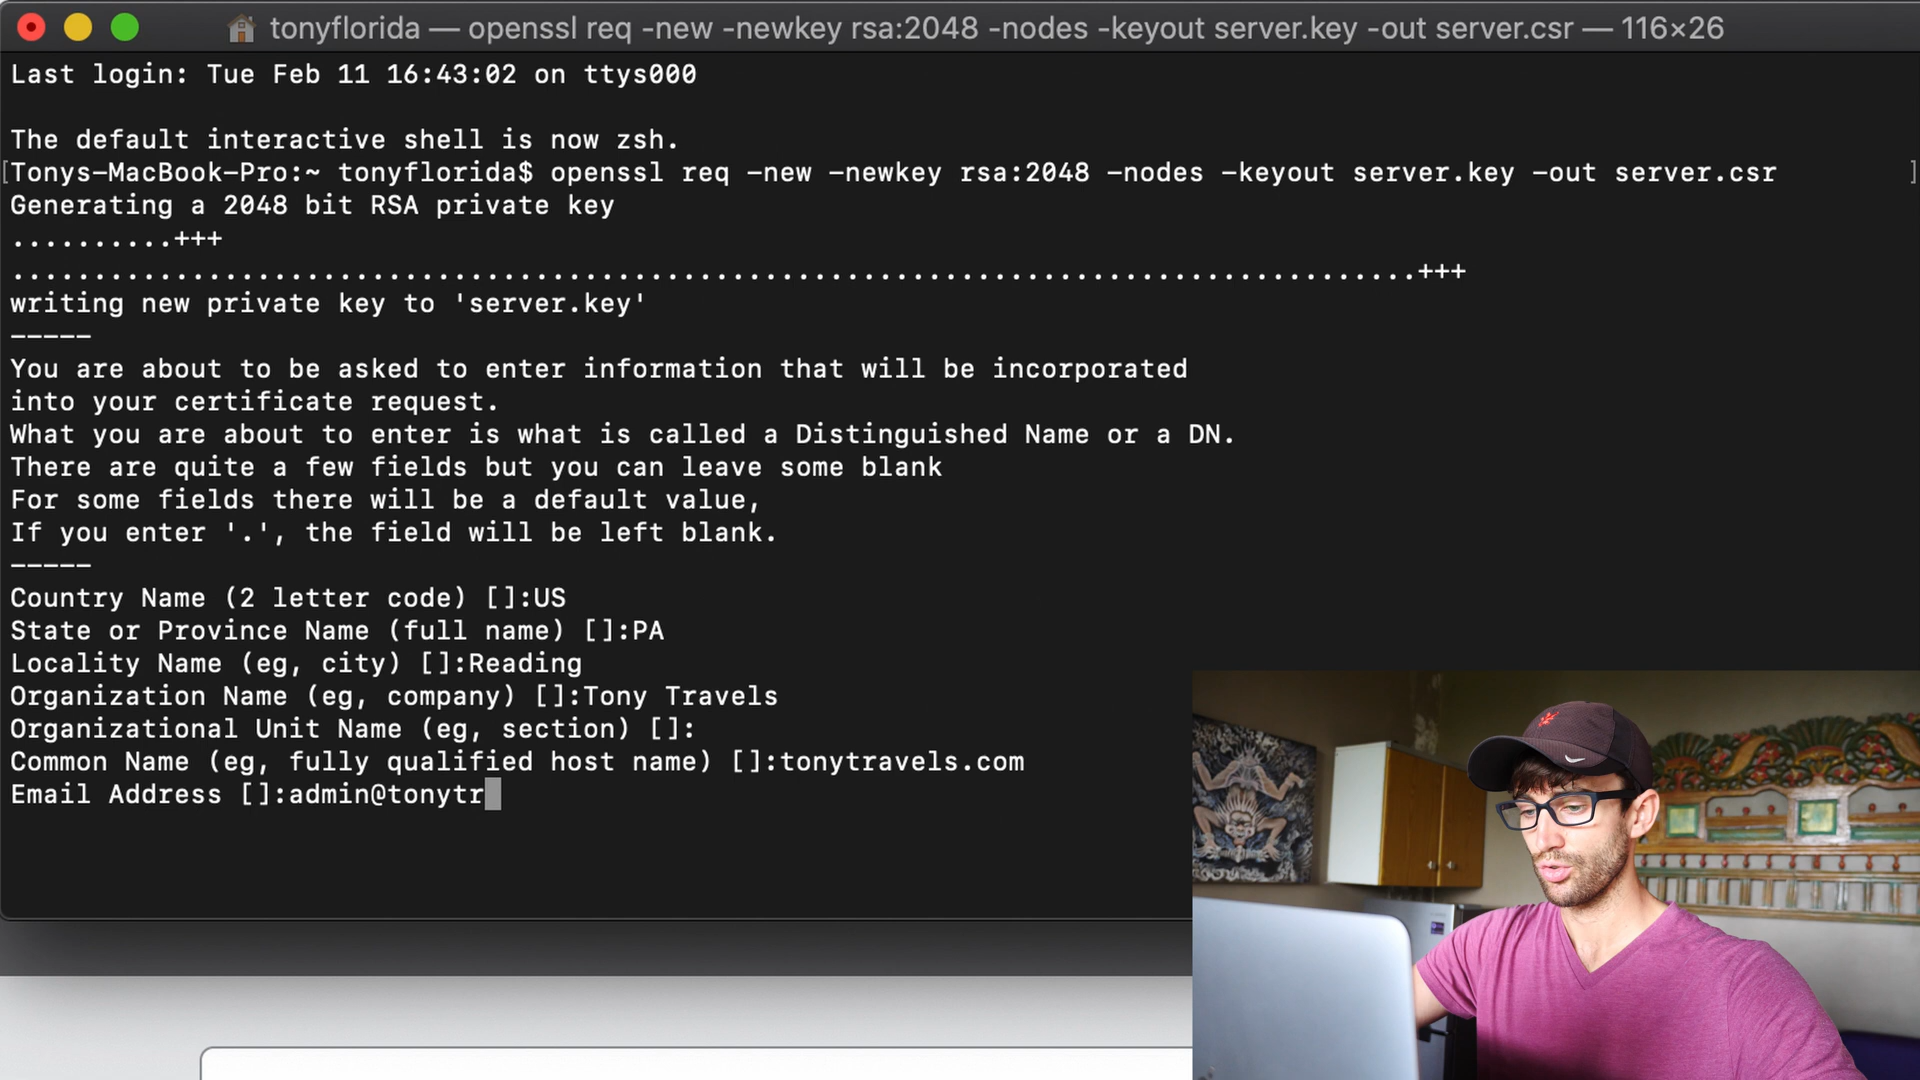 tonyflorida — openssl req -new -newkey rsa:2048 -nodes -keyout server.key -out server.csr — 116×26
Last login: Tue Feb 11 16:43:02 on ttys000
The default interactive shell is now zsh.
[Tonys-MacBook-Pro:~ tonyflorida$ openssl req -new -newkey rsa:2048 -nodes -keyout server.key -out server.csr ]
Generating a 2048 bit RSA private key
..........+++
......................................................................................+++
writing new private key to 'server.key'
-----
You are about to be asked to enter information that will be incorporated
into your certificate request.
What you are about to enter is what is called a Distinguished Name or a DN.
There are quite a few fields but you can leave some blank
For some fields there will be a default value,
If you enter '.', the field will be left blank.
-----
Country Name (2 letter code) []:US
State or Province Name (full name) []:PA
Locality Name (eg, city) []:Reading
Organization Name (eg, company) []:Tony Travels
Organizational Unit Name (eg, section) []:
Common Name (eg, fully qualified host name) []:tonytravels.com
Email Address []:admin@tonytr